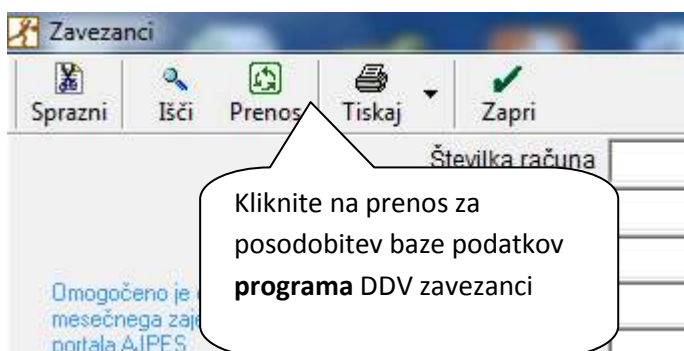 Zavezanci
Sprazni Išči Prenos Tiskaj Zapri
Številka računa
Kliknite na prenos za
posodobitev baze podatkov
programa DDV zavezanci
Omogočeno je
mesečnega
portala AJPES